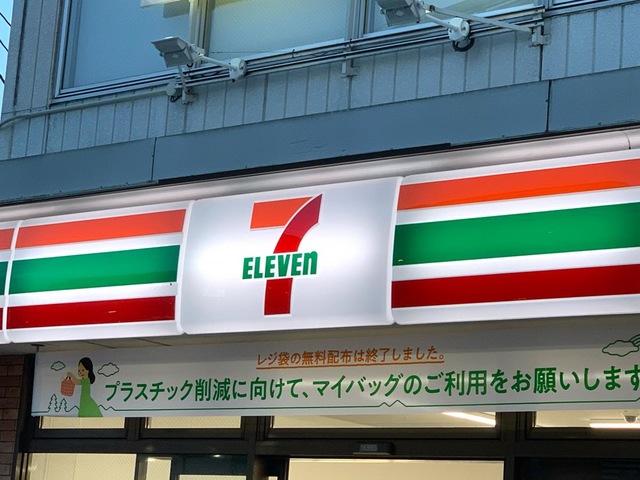 7
ELEVEn
レジ袋の無料配布は終了しました。
プラスチック削減に向けて、マイバッグのご利用をお願いします